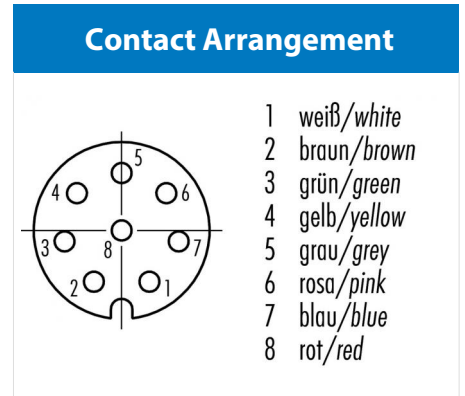 Contact Arrangement
5
4
6
3
8
7
2
1
1 weiß/white
2 braun/brown
3 grün/green
4 gelb/yellow
5 grau/grey
6 rosa/pink
7 blau/blue
8 rot/red